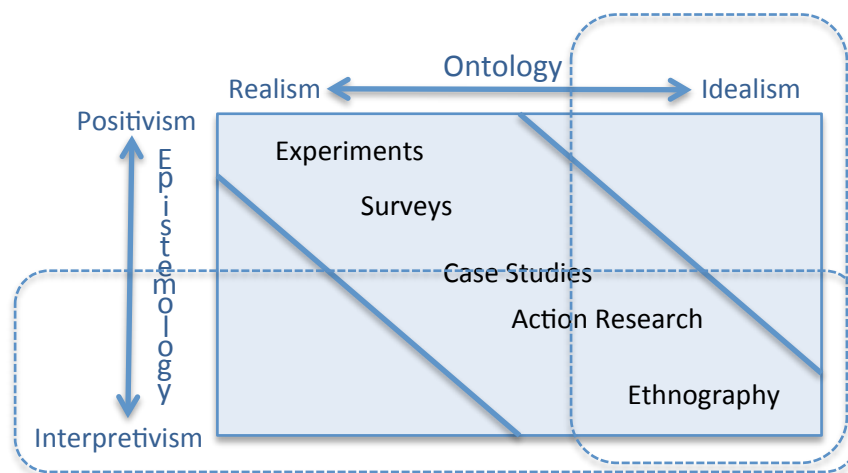 Ontology
Realism
Idealism
Positivism
Epistemology
Interpretivism
Experiments
Surveys
Case Studies
Action Research
Ethnography